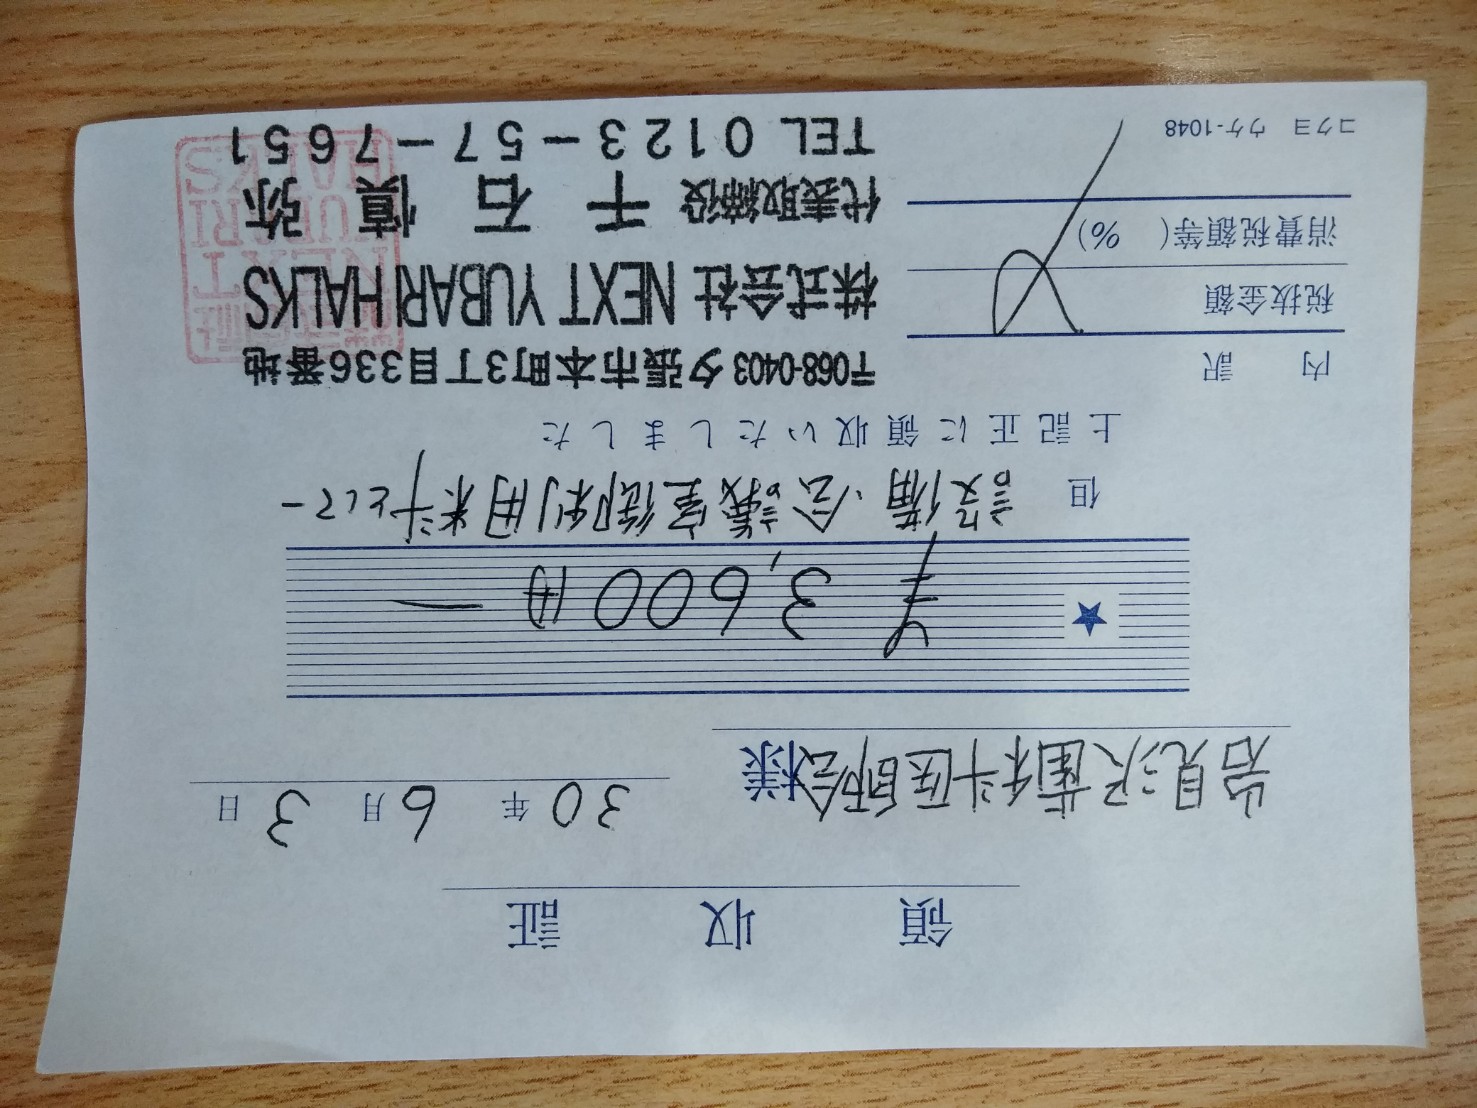 領収証
岩見沢歯科医師会 様
30年6月3日
★ ¥3,600円―
但 設備・会議室御利用料として―
上記正に領収いたしました
内訳
税抜金額
消費税額等( %)
コクヨ ウケ-1048
〒068-0403 夕張市本町3丁目336番地
株式会社 NEXT YUBARI HALKS
代表取締役 千石慎弥
TEL 0123-57-7651
NEXT
YUBARI
HALKS